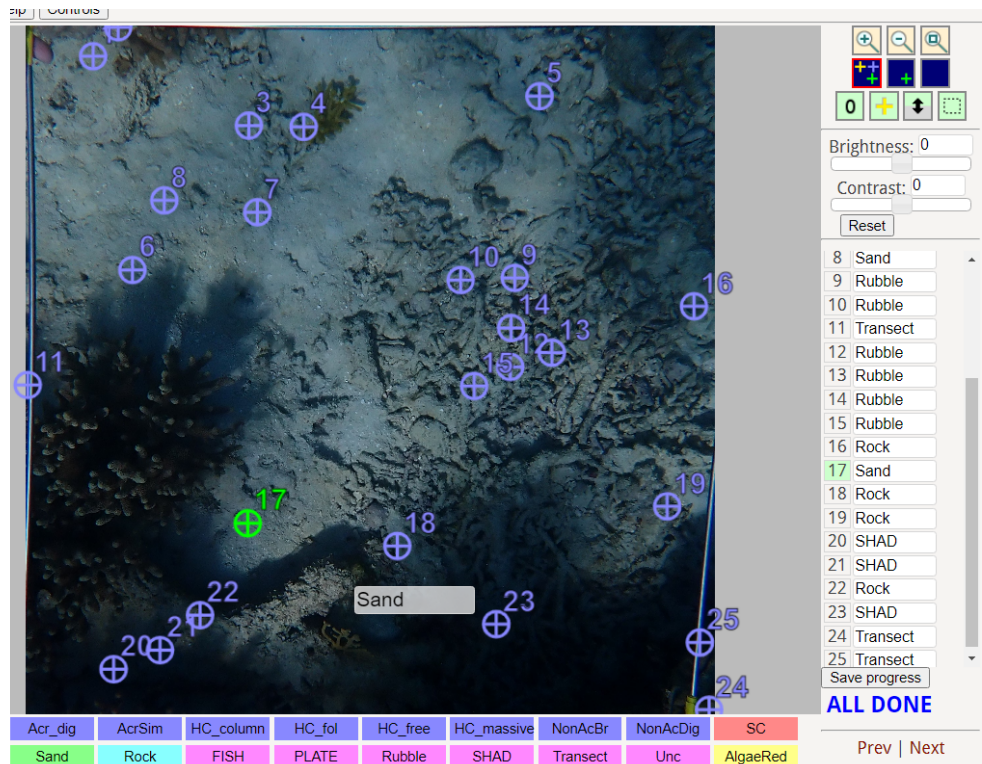 Controls
5
3
4
8
7
6
10
9
16
14
13
12
11
15
17
19
18
22
23
21
20
25
24
Sand
Brightness: 0
Contrast: 0
Reset
8 Sand
9 Rubble
10 Rubble
11 Transect
12 Rubble
13 Rubble
14 Rubble
15 Rubble
16 Rock
17 Sand
18 Rock
19 Rock
20 SHAD
21 SHAD
22 Rock
23 SHAD
24 Transect
25 Transect
Save progress
ALL DONE
Prev | Next
Acr_dig AcrSim HC_column HC_fol HC_free HC_massive NonAcBr NonAcDig SC
Sand Rock FISH PLATE Rubble SHAD Transect Unc AlgaeRed
0